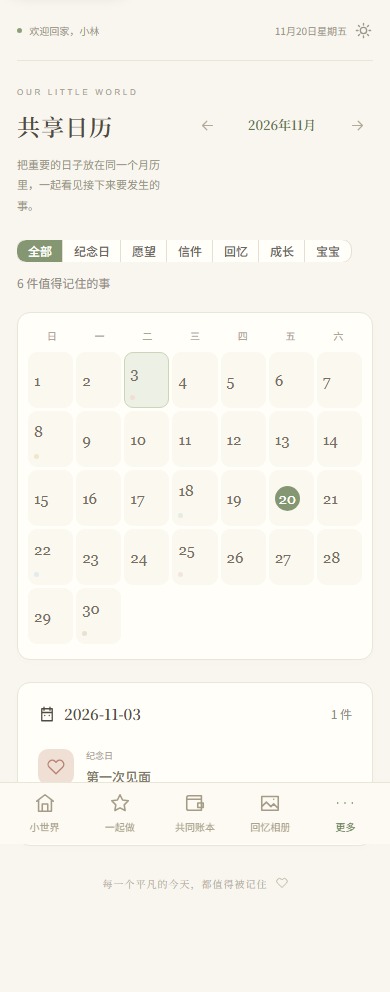 欢迎回家，小林
11月20日星期五
OUR LITTLE WORLD
共享日历
← 2026年11月 →
把重要的日子放在同一个月历
里，一起看见接下来要发生的
事。
全部 纪念日 愿望 信件 回忆 成长 宝宝
6 件值得记住的事
日 一 二 三 四 五 六
1 2 3 4 5 6 7
8 9 10 11 12 13 14
15 16 17 18 19 20 21
22 23 24 25 26 27 28
29 30
2026-11-03 1 件
纪念日
第一次见面
小世界 一起做 共同账本 回忆相册 更多
每一个平凡的今天，都值得被记住